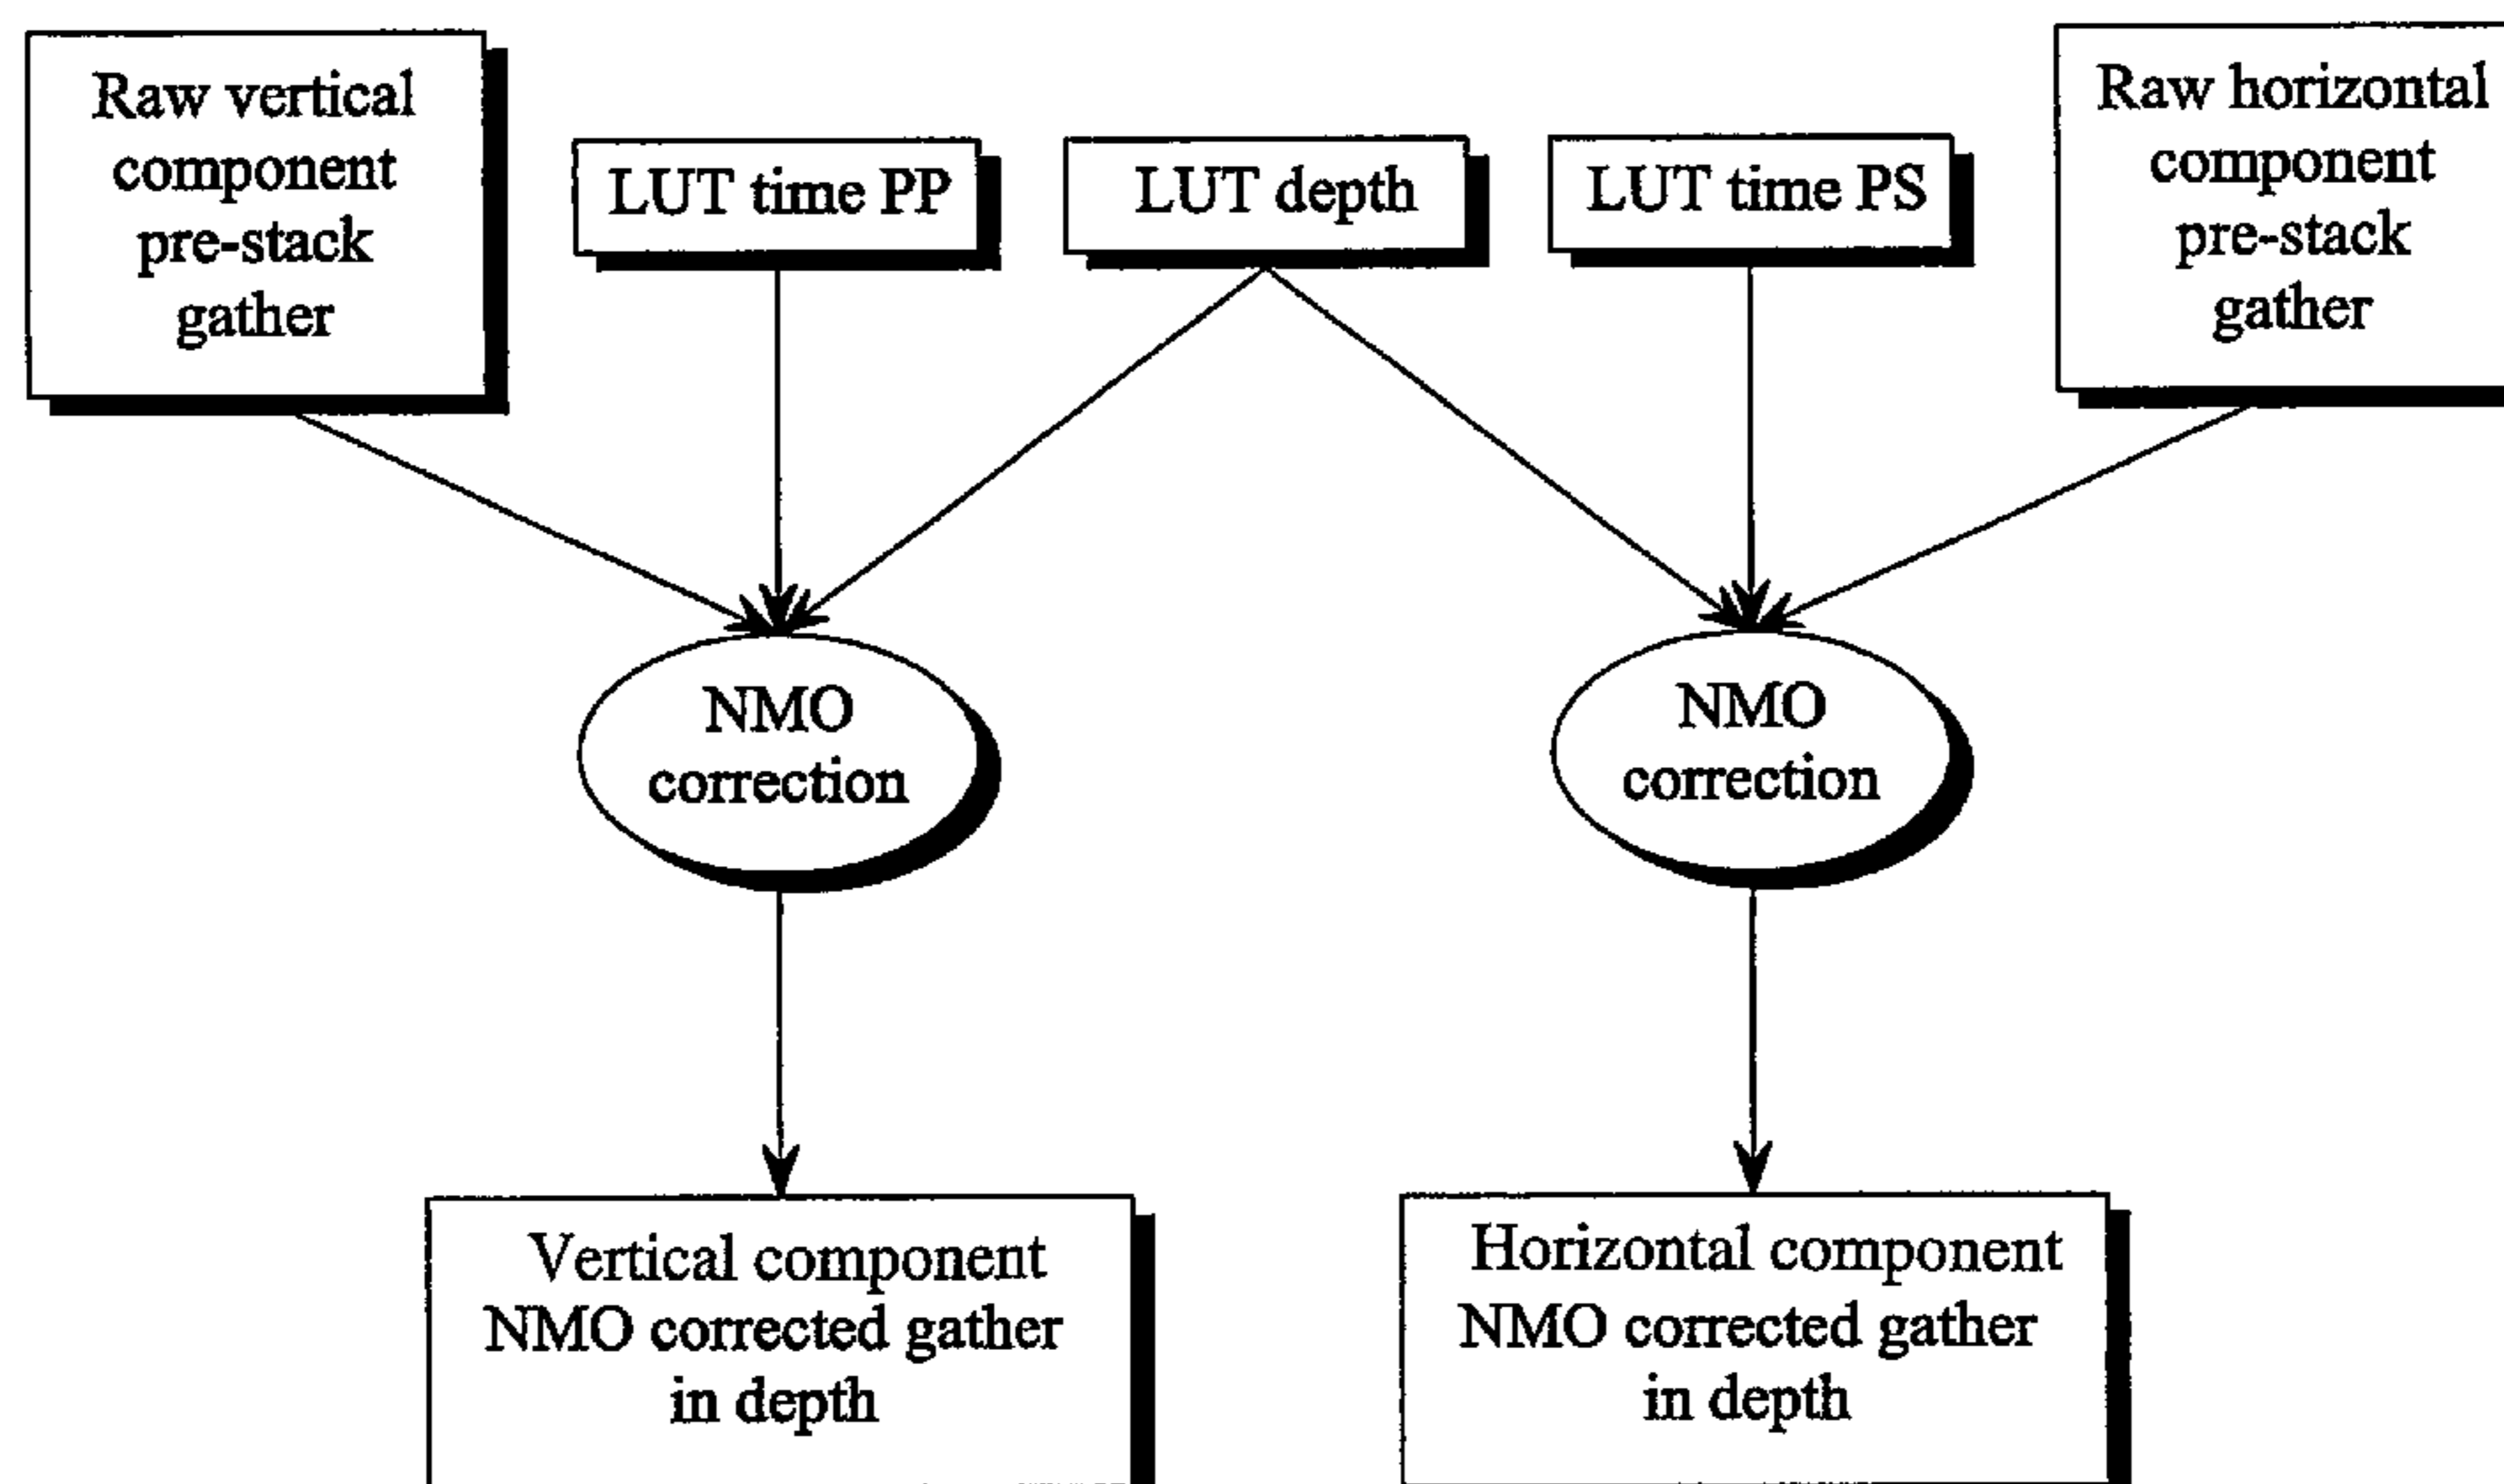 Raw vertical
component
pre-stack
gather
LUT time PP
LUT depth
LUT time PS
Raw horizontal
component
pre-stack
gather
NMO
correction
NMO
correction
Vertical component
NMO corrected gather
in depth
Horizontal component
NMO corrected gather
in depth